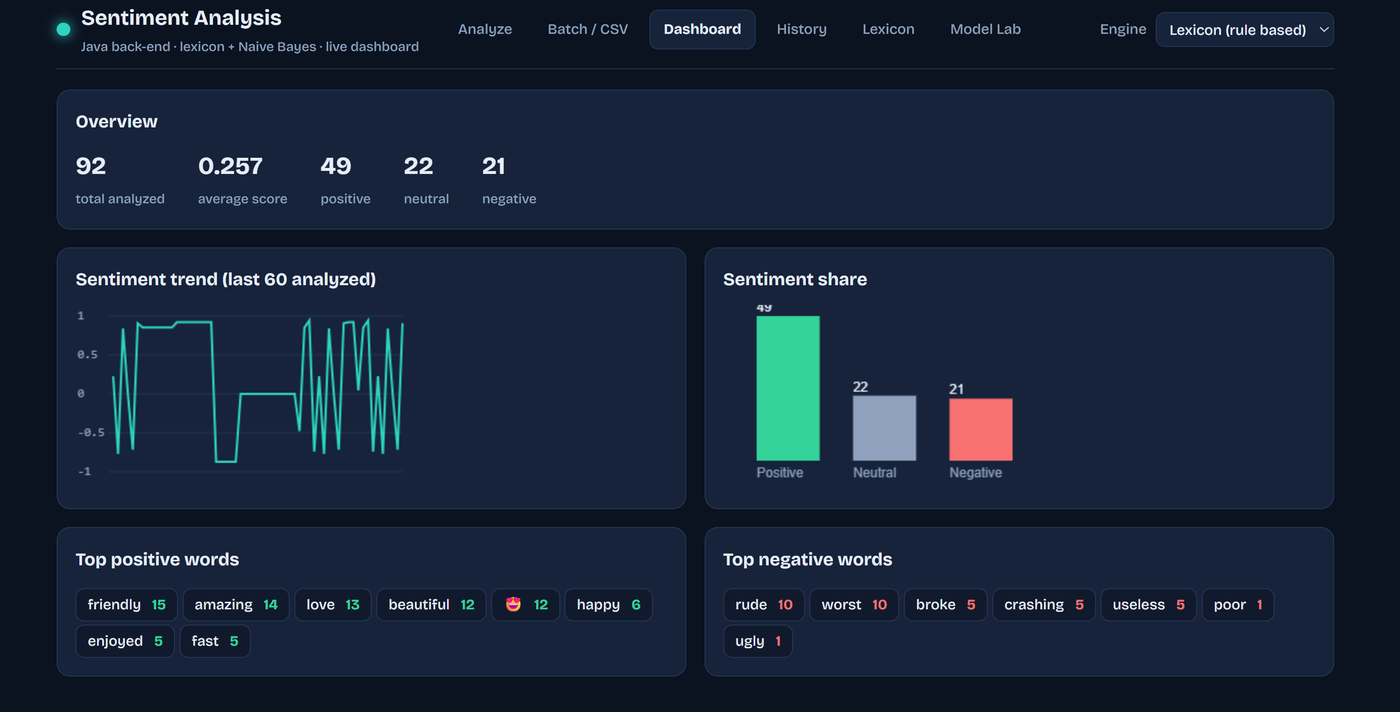 Sentiment Analysis
Java back-end · lexicon + Naive Bayes · live dashboard
Analyze
Batch / CSV
Dashboard
History
Lexicon
Model Lab
Engine
Lexicon (rule based)
Overview
92
0.257
49
22
21
total analyzed
average score
positive
neutral
negative
Sentiment trend (last 60 analyzed)
1
0.5
0
-0.5
-1
Sentiment share
49
22
21
Positive
Neutral
Negative
Top positive words
friendly 15
amazing 14
love 13
beautiful 12
🤩 12
happy 6
enjoyed 5
fast 5
Top negative words
rude 10
worst 10
broke 5
crashing 5
useless 5
poor 1
ugly 1